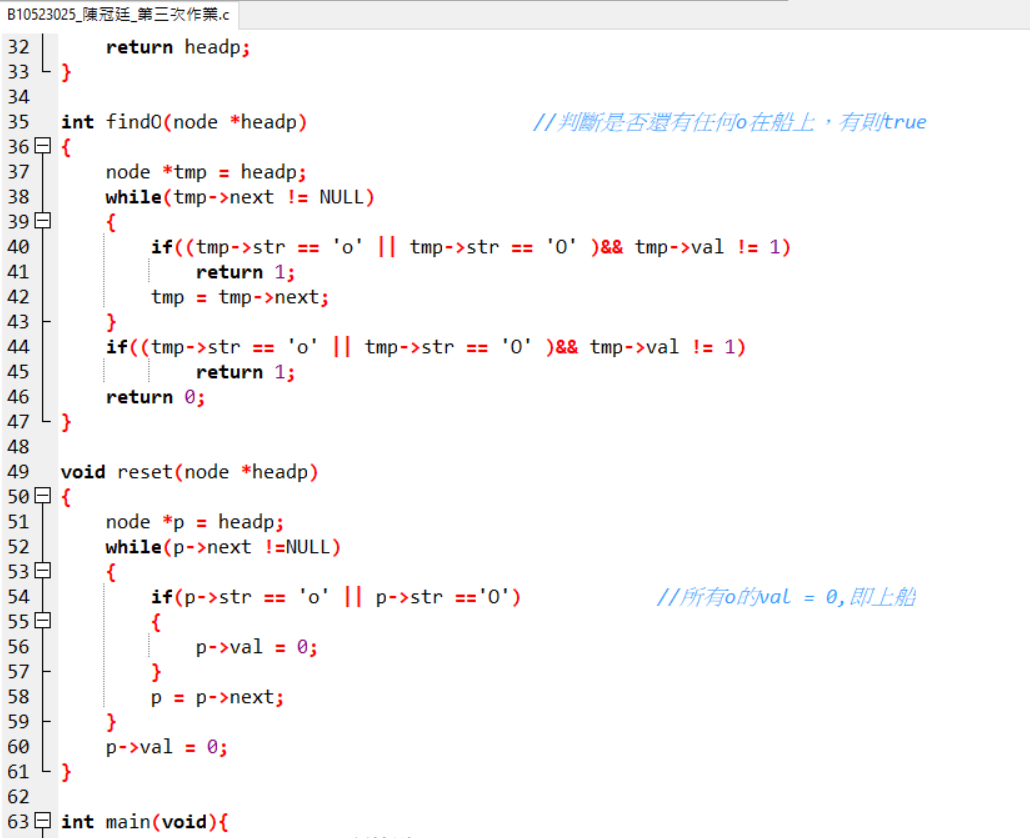 B10523025_陳冠廷_第三次作業.c
32 return headp;
33 }
34
35 int findO(node *headp) //判斷是否還有任何o在船上，有則true
36 {
37 node *tmp = headp;
38 while(tmp->next != NULL)
39 {
40 if((tmp->str == 'o' || tmp->str == 'O' )&& tmp->val != 1)
41 return 1;
42 tmp = tmp->next;
43 }
44 if((tmp->str == 'o' || tmp->str == 'O' )&& tmp->val != 1)
45 return 1;
46 return 0;
47 }
48
49 void reset(node *headp)
50 {
51 node *p = headp;
52 while(p->next !=NULL)
53 {
54 if(p->str == 'o' || p->str =='O') //所有o的val = 0,即上船
55 {
56 p->val = 0;
57 }
58 p = p->next;
59 }
60 p->val = 0;
61 }
62
63 int main(void){